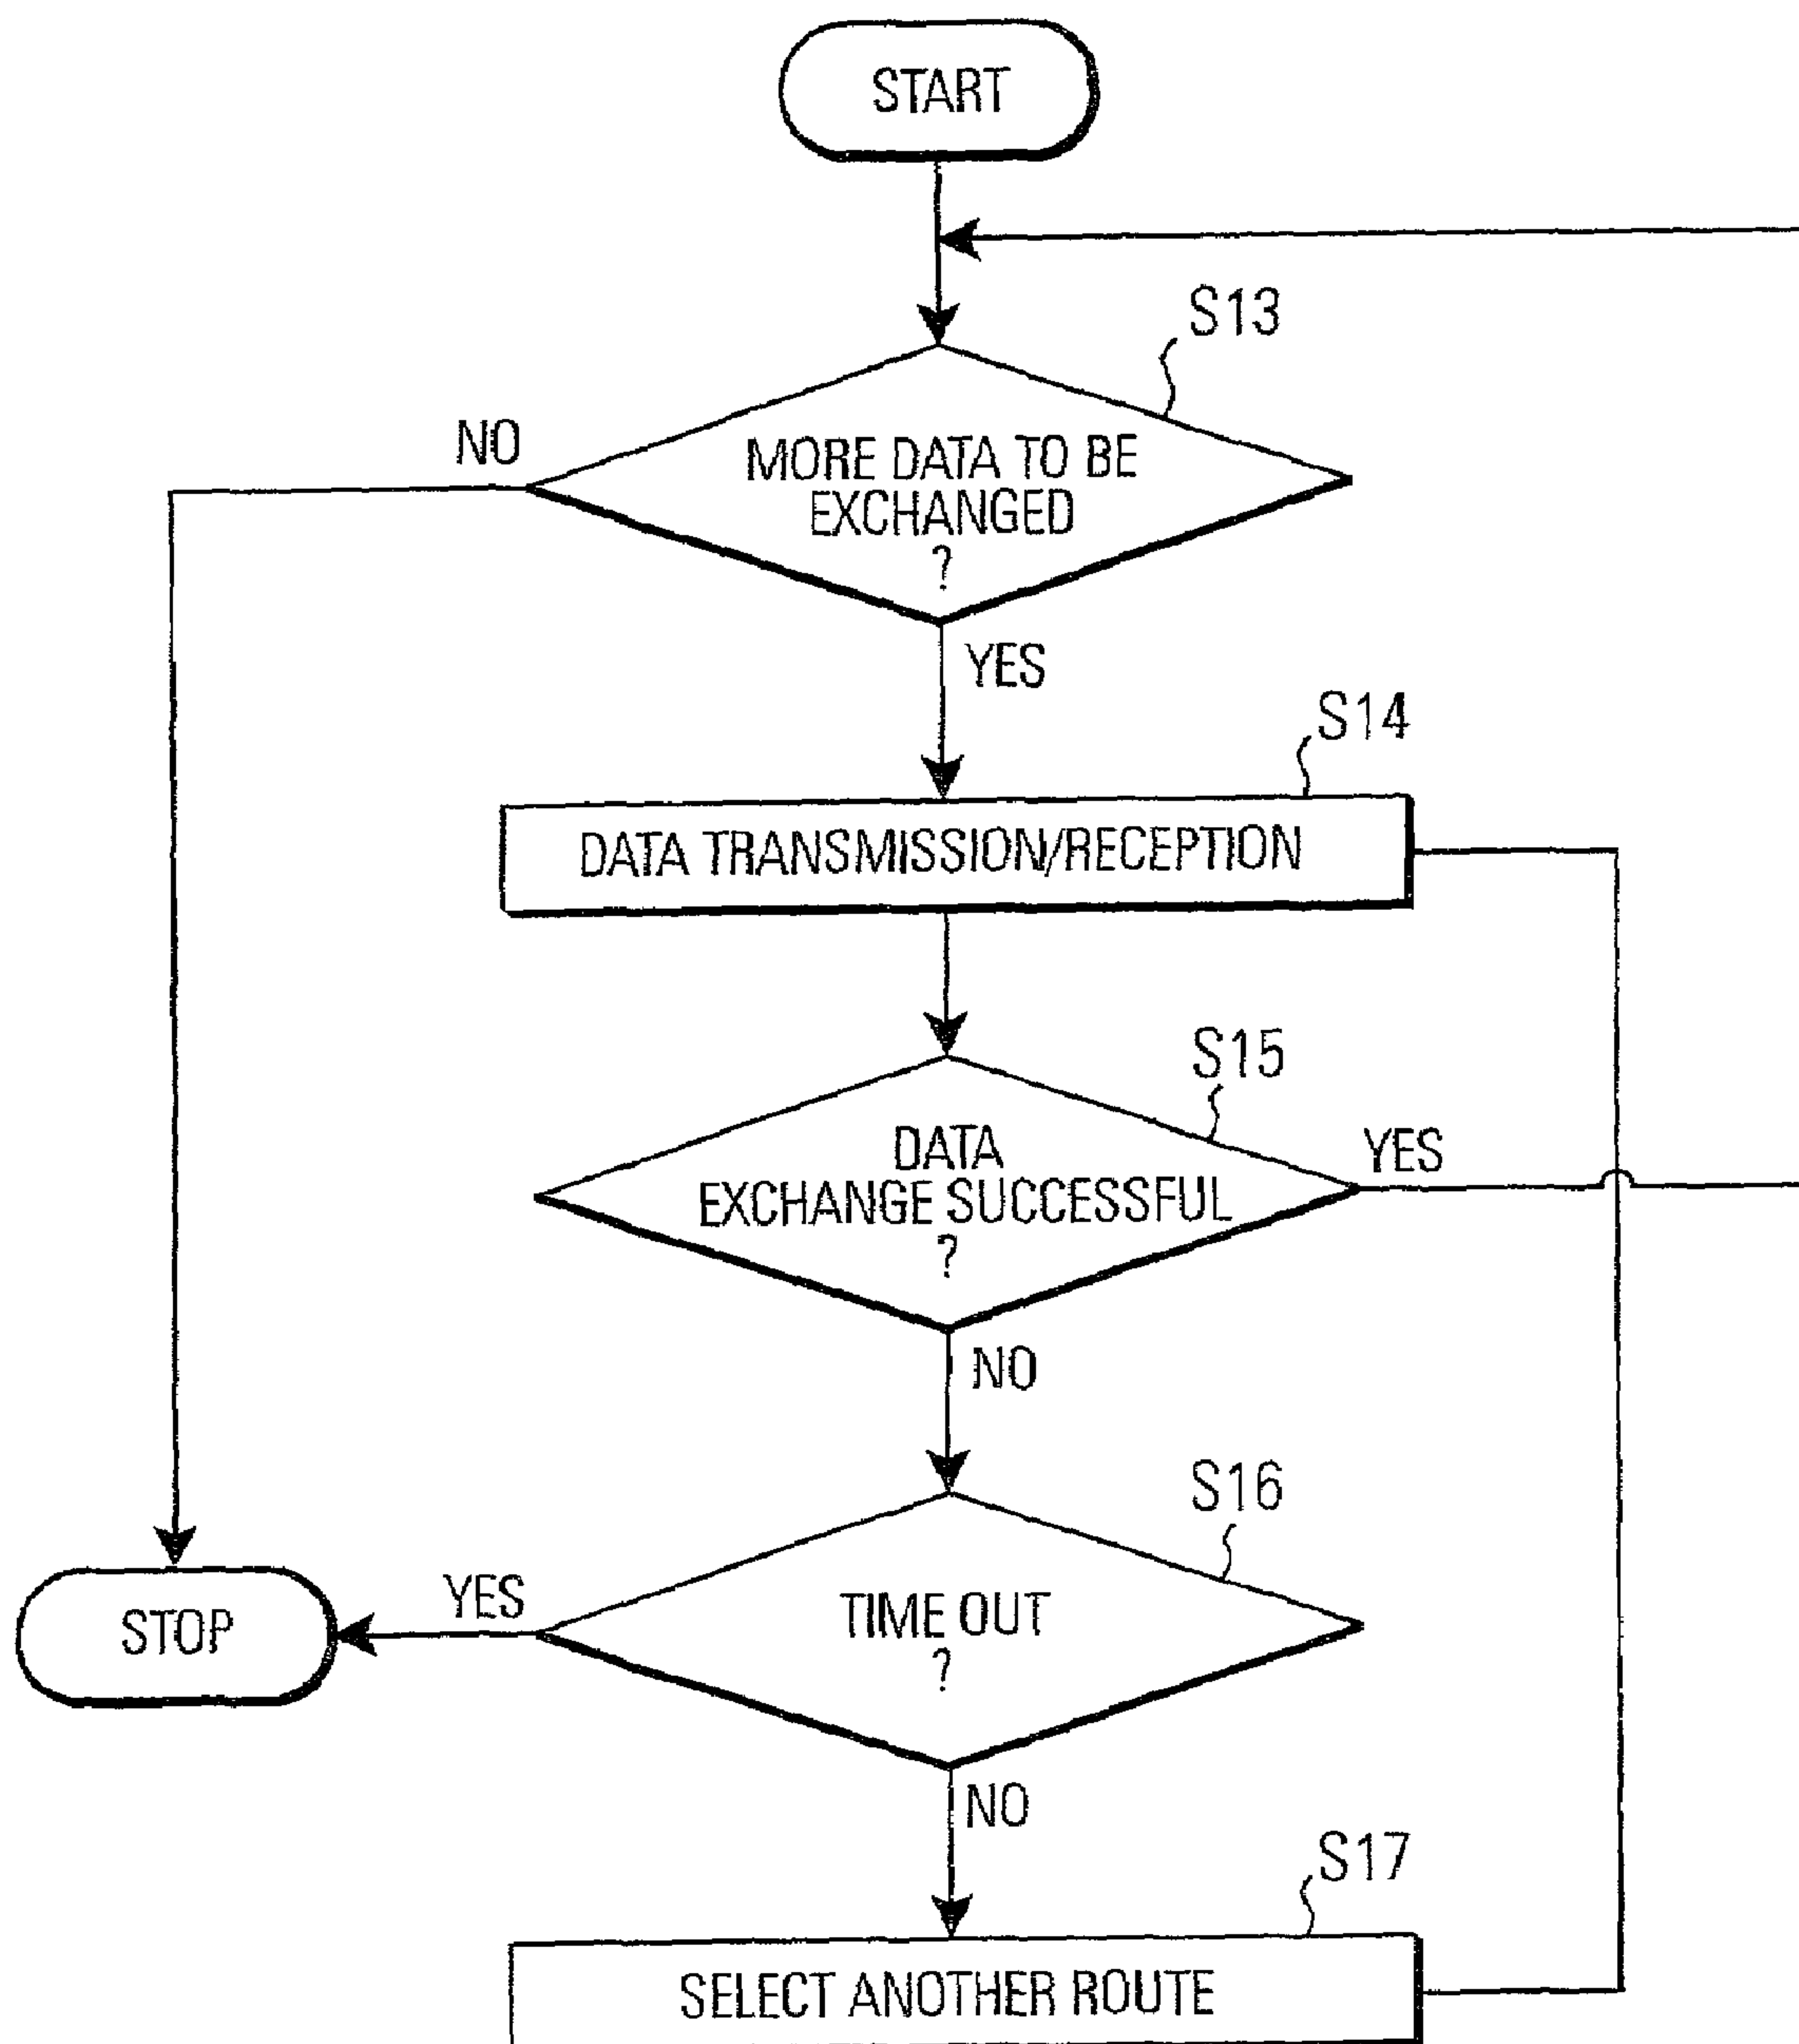 START
S13
NO
MORE DATA TO BE
EXCHANGED
?
YES
S14
DATA TRANSMISSION/RECEPTION
S15
DATA
EXCHANGE SUCCESSFUL
?
YES
NO
S16
TIME OUT
?
YES
STOP
NO
S17
SELECT ANOTHER ROUTE